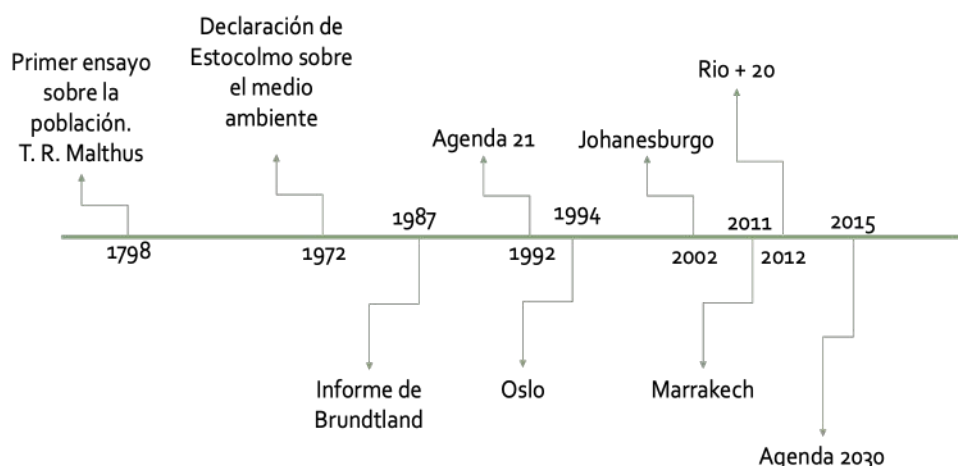 Primer ensayo
sobre la
población.
T. R. Malthus
Declaración de
Estocolmo sobre
el medio
ambiente
Agenda 21
Johanesburgo
Rio + 20
1798
1972
1987
1992
1994
2002
2011
2012
2015
Informe de
Brundtland
Oslo
Marrakech
Agenda 2030